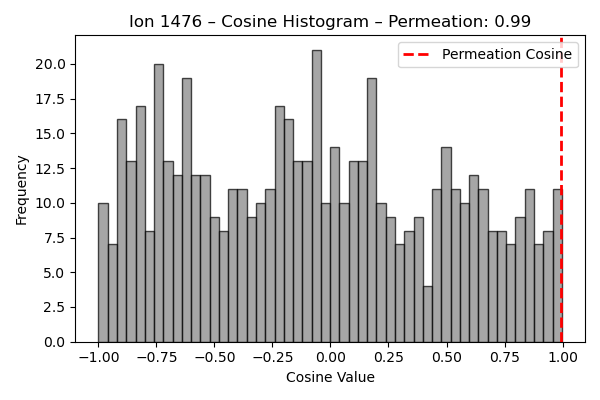 Ion 1476 – Cosine Histogram – Permeation: 0.99
Permeation Cosine
20.0
17.5
15.0
12.5
10.0
7.5
5.0
2.5
0.0
Frequency
−1.00 −0.75 −0.50 −0.25 0.00 0.25 0.50 0.75 1.00
Cosine Value